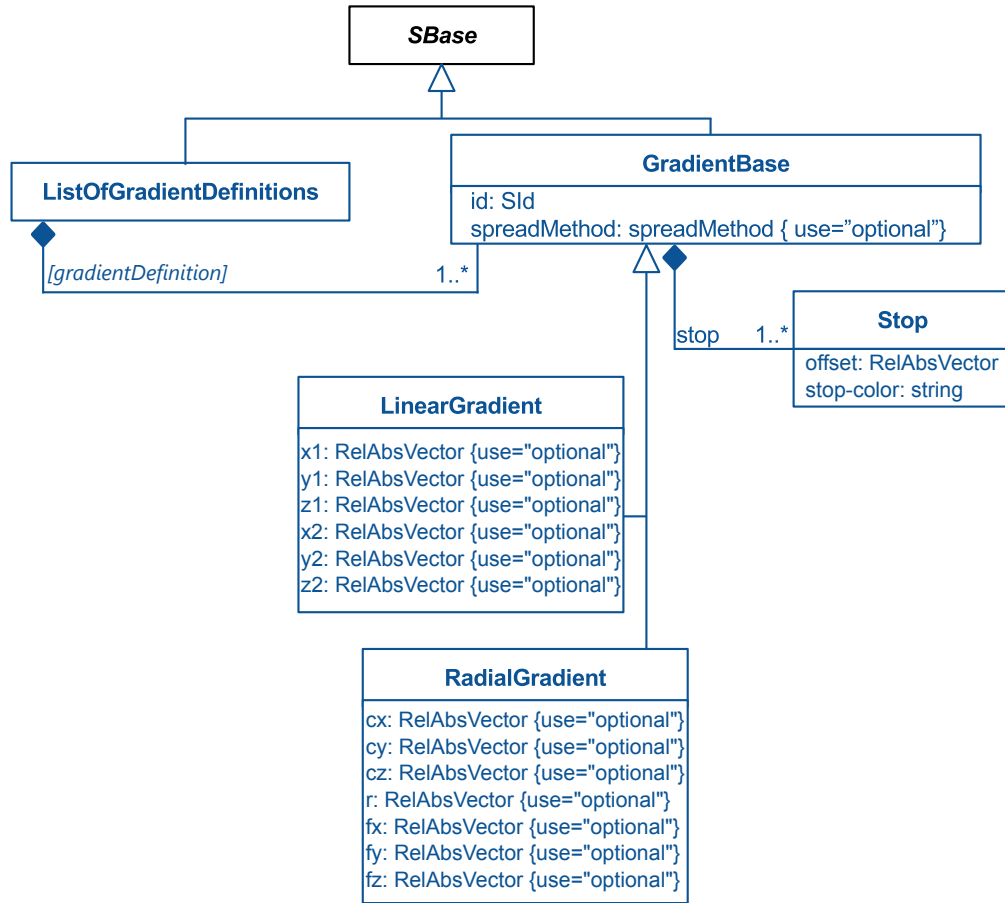 SBase
ListOfGradientDefinitions
GradientBase
id: SId
spreadMethod: spreadMethod { use=”optional”}
[gradientDefinition]
1..*
stop
1..*
Stop
offset: RelAbsVector
stop-color: string
LinearGradient
x1: RelAbsVector {use="optional"}
y1: RelAbsVector {use="optional"}
z1: RelAbsVector {use="optional"}
x2: RelAbsVector {use="optional"}
y2: RelAbsVector {use="optional"}
z2: RelAbsVector {use="optional"}
RadialGradient
cx: RelAbsVector {use="optional"}
cy: RelAbsVector {use="optional"}
cz: RelAbsVector {use="optional"}
r: RelAbsVector {use="optional"}
fx: RelAbsVector {use="optional"}
fy: RelAbsVector {use="optional"}
fz: RelAbsVector {use="optional"}